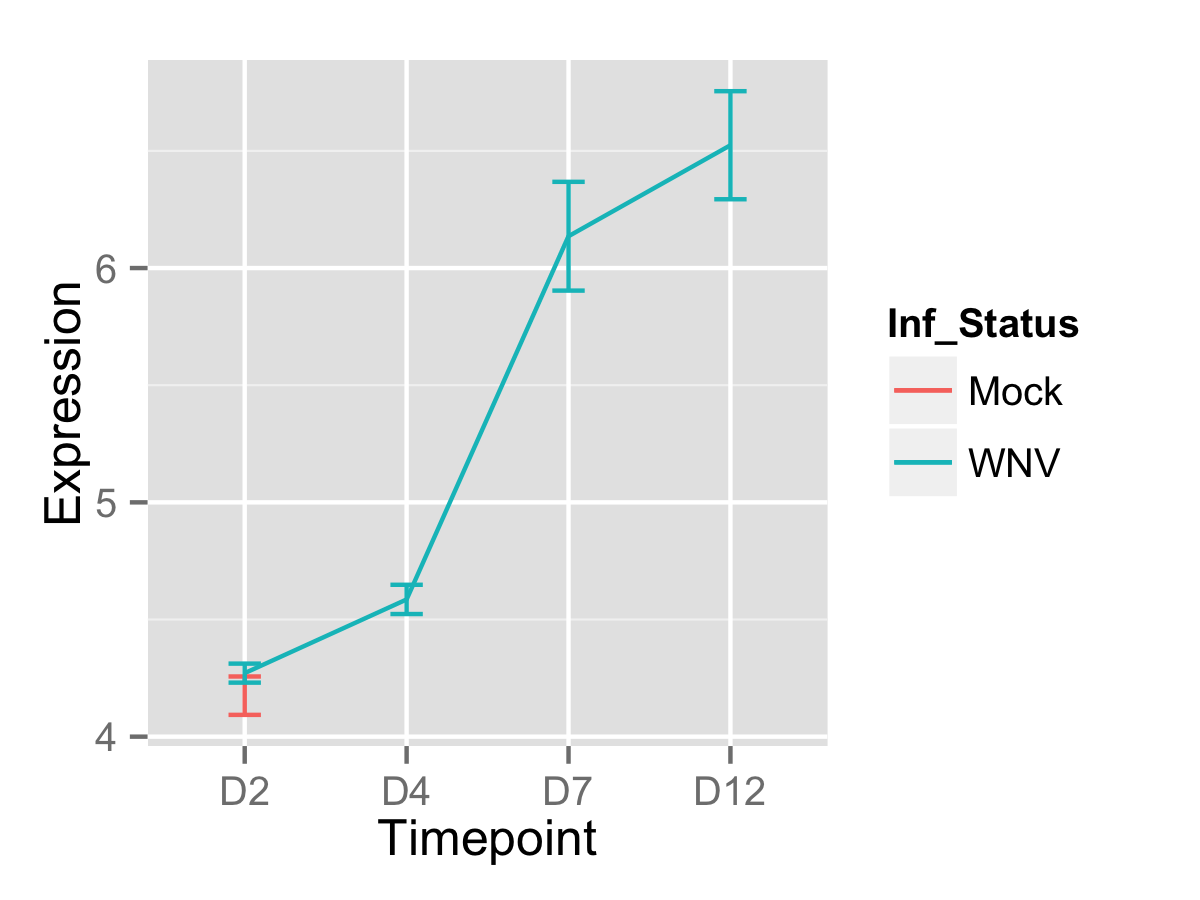 Expression
6
5
4
D2 D4 D7 D12
Timepoint
Inf_Status
Mock
WNV